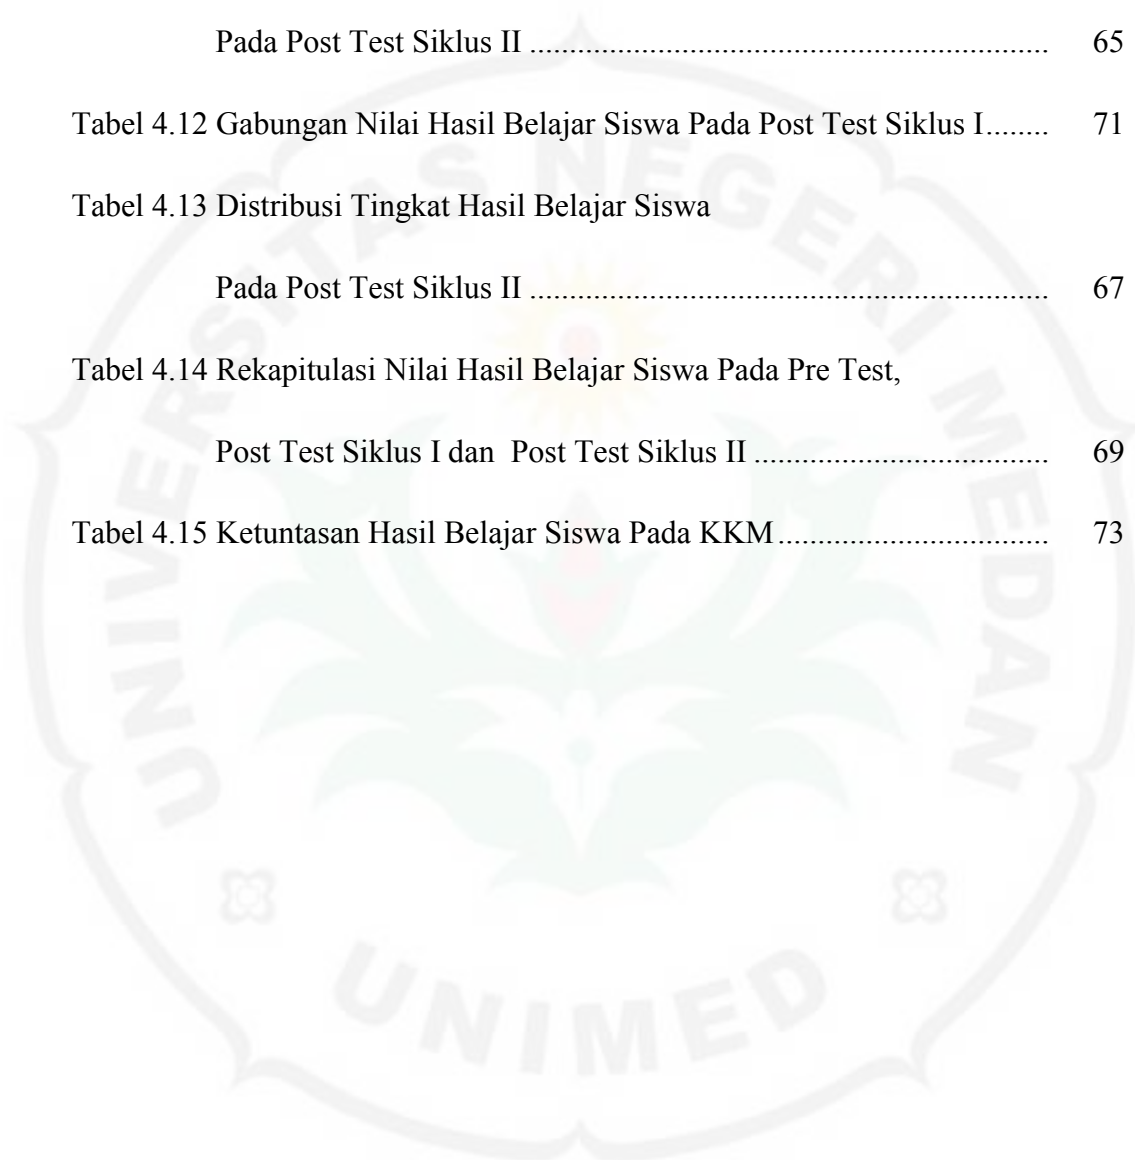 Pada Post Test Siklus II ................................................................. 65
Tabel 4.12 Gabungan Nilai Hasil Belajar Siswa Pada Post Test Siklus I........ 71
Tabel 4.13 Distribusi Tingkat Hasil Belajar Siswa
Pada Post Test Siklus II ................................................................. 67
Tabel 4.14 Rekapitulasi Nilai Hasil Belajar Siswa Pada Pre Test,
Post Test Siklus I dan Post Test Siklus II ..................................... 69
Tabel 4.15 Ketuntasan Hasil Belajar Siswa Pada KKM.................................. 73
UNIVERSITAS NEGERI MEDAN
UNIMED